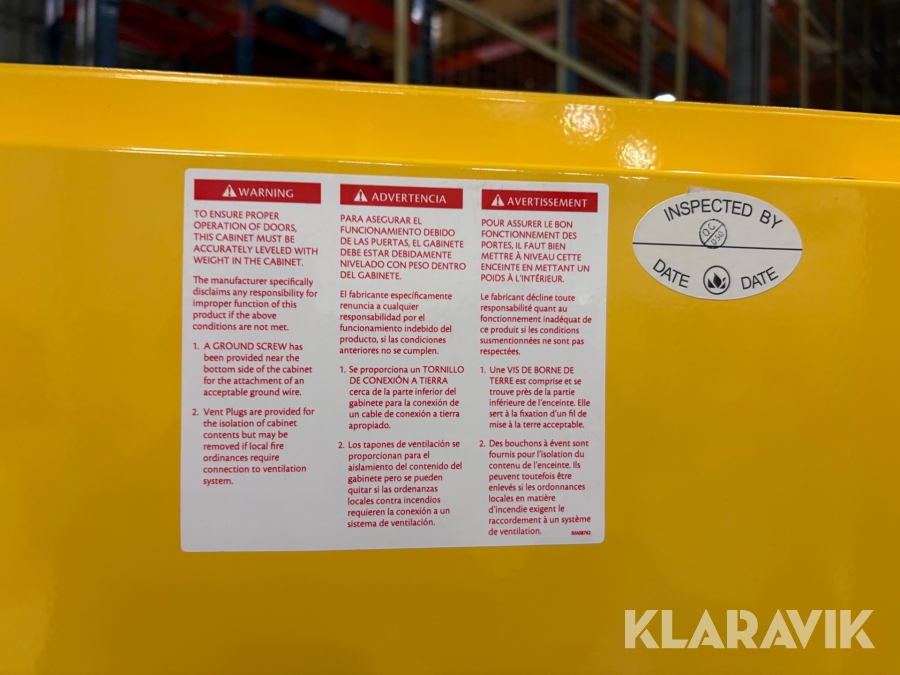 WARNING
TO ENSURE PROPER
OPERATION OF DOORS,
THIS CABINET MUST BE
ACCURATELY LEVELED WITH
WEIGHT IN THE CABINET.
The manufacturer specifically
disclaims any responsibility for
improper function of this
product if the above
conditions are not met.
1. A GROUND SCREW has
been provided near the
bottom side of the cabinet
for the attachment of an
acceptable ground wire.
2. Vent Plugs are provided for
the isolation of cabinet
contents but may be
removed if local fire
ordinances require
connection to ventilation
system.
ADVERTENCIA
PARA ASEGURAR EL
FUNCIONAMIENTO DEBIDO
DE LAS PUERTAS, EL GABINETE
DEBE ESTAR DEBIDAMENTE
NIVELADO CON PESO DENTRO
DEL GABINETE.
El fabricante específicamente
renuncia a cualquier
responsabilidad por el
funcionamiento indebido del
producto, si las condiciones
anteriores no se cumplen.
1. Se proporciona un TORNILLO
DE CONEXIÓN A TIERRA
cerca de la parte inferior del
gabinete para la conexión de
un cable de conexión a tierra
apropiado.
2. Los tapones de ventilación se
proporcionan para el
aislamiento del contenido del
gabinete pero se pueden
quitar si las ordenanzas
locales contra incendios
requieren la conexión a un
sistema de ventilación.
AVERTISSEMENT
POUR ASSURER LE BON
FONCTIONNEMENT DES
PORTES, IL FAUT BIEN
METTRE À NIVEAU CETTE
ENCEINTE EN METTANT UN
POIDS À L'INTÉRIEUR.
Le fabricant décline toute
responsabilité quant au
fonctionnement inadéquat de
ce produit si les conditions
susmentionnées ne sont pas
respectées.
1. Une VIS DE BORNE DE
TERRE est comprise et se
trouve près de la partie
inférieure de l'enceinte. Elle
sert à la fixation d'un fil de
mise à la terre acceptable.
2. Des bouchons à évent sont
fournis pour l'isolation du
contenu de l'enceinte. Ils
peuvent toutefois être
enlevés si les ordonnances
locales en matière
d'incendie exigent le
raccordement à un système
de ventilation.
INSPECTED BY
Q.C.
DATE DATE
KLARAVIK